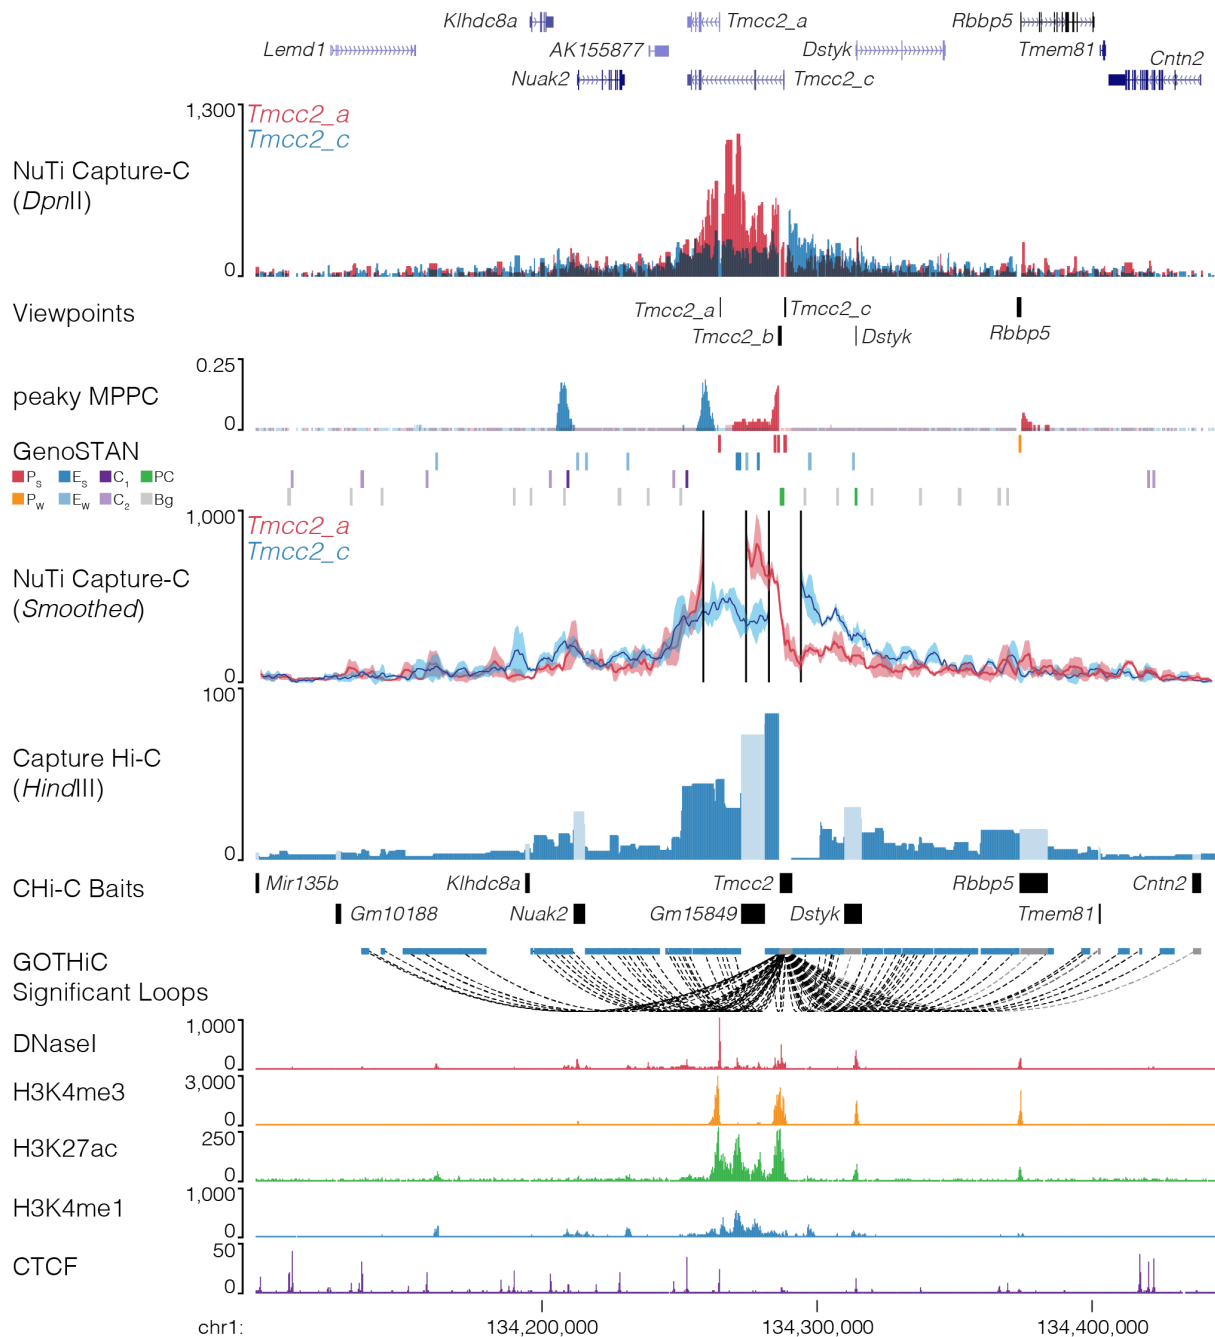 Klhdc8a
Tmcc2_a
Rbbp5
Lemd1
AK155877
Dstyk
Tmem81
Cntn2
Nuak2
Tmcc2_c
1,300
Tmcc2_a
Tmcc2_c
NuTi Capture-C
(DpnII)
0
Viewpoints
Tmcc2_a
Tmcc2_c
Tmcc2_b
Dstyk
Rbbp5
0.25
peaky MPPC
0
GenoSTAN
Ps Es C1 PC
Pw Ew C2 Bg
1,000
Tmcc2_a
Tmcc2_c
NuTi Capture-C
(Smoothed)
0
100
Capture Hi-C
(HindIII)
0
CHi-C Baits
Mir135b
Klhdc8a
Tmcc2
Rbbp5
Cntn2
Gm10188
Nuak2
Gm15849
Dstyk
Tmem81
GOTHiC
Significant Loops
1,000
DNaseI
0
3,000
H3K4me3
0
250
H3K27ac
0
1,000
H3K4me1
0
50
CTCF
0
chr1:
134,200,000
134,300,000
134,400,000